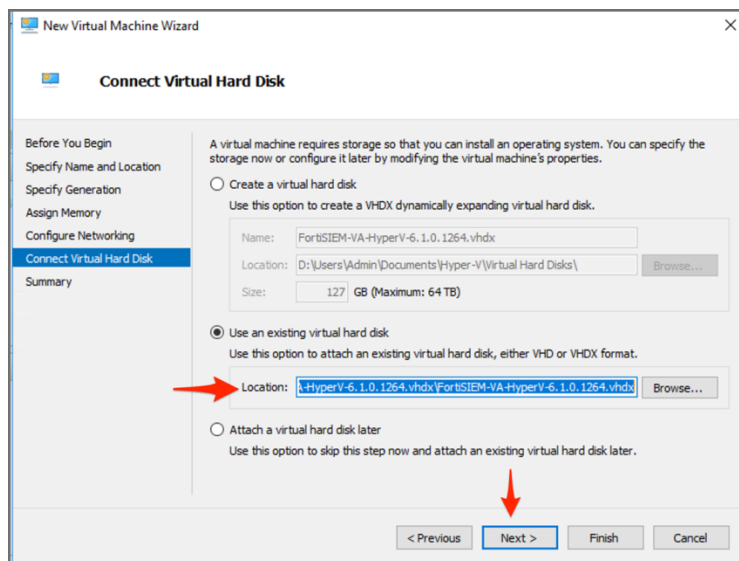 New Virtual Machine Wizard
Connect Virtual Hard Disk
Before You Begin
Specify Name and Location
Specify Generation
Assign Memory
Configure Networking
Connect Virtual Hard Disk
Summary
A virtual machine requires storage so that you can install an operating system. You can specify the
storage now or configure it later by modifying the virtual machine's properties.
Create a virtual hard disk
Use this option to create a VHDX dynamically expanding virtual hard disk.
Name: FortiSIEM-VA-HyperV-6.1.0.1264.vhdx
Location: D:\Users\Admin\Documents\Hyper-V\Virtual Hard Disks\ Browse...
Size: 127 GB (Maximum: 64 TB)
Use an existing virtual hard disk
Use this option to attach an existing virtual hard disk, either VHD or VHDX format.
Location: A-HyperV-6.1.0.1264.vhdx\FortiSIEM-VA-HyperV-6.1.0.1264.vhdx Browse...
Attach a virtual hard disk later
Use this option to skip this step now and attach an existing virtual hard disk later.
< Previous Next > Finish Cancel